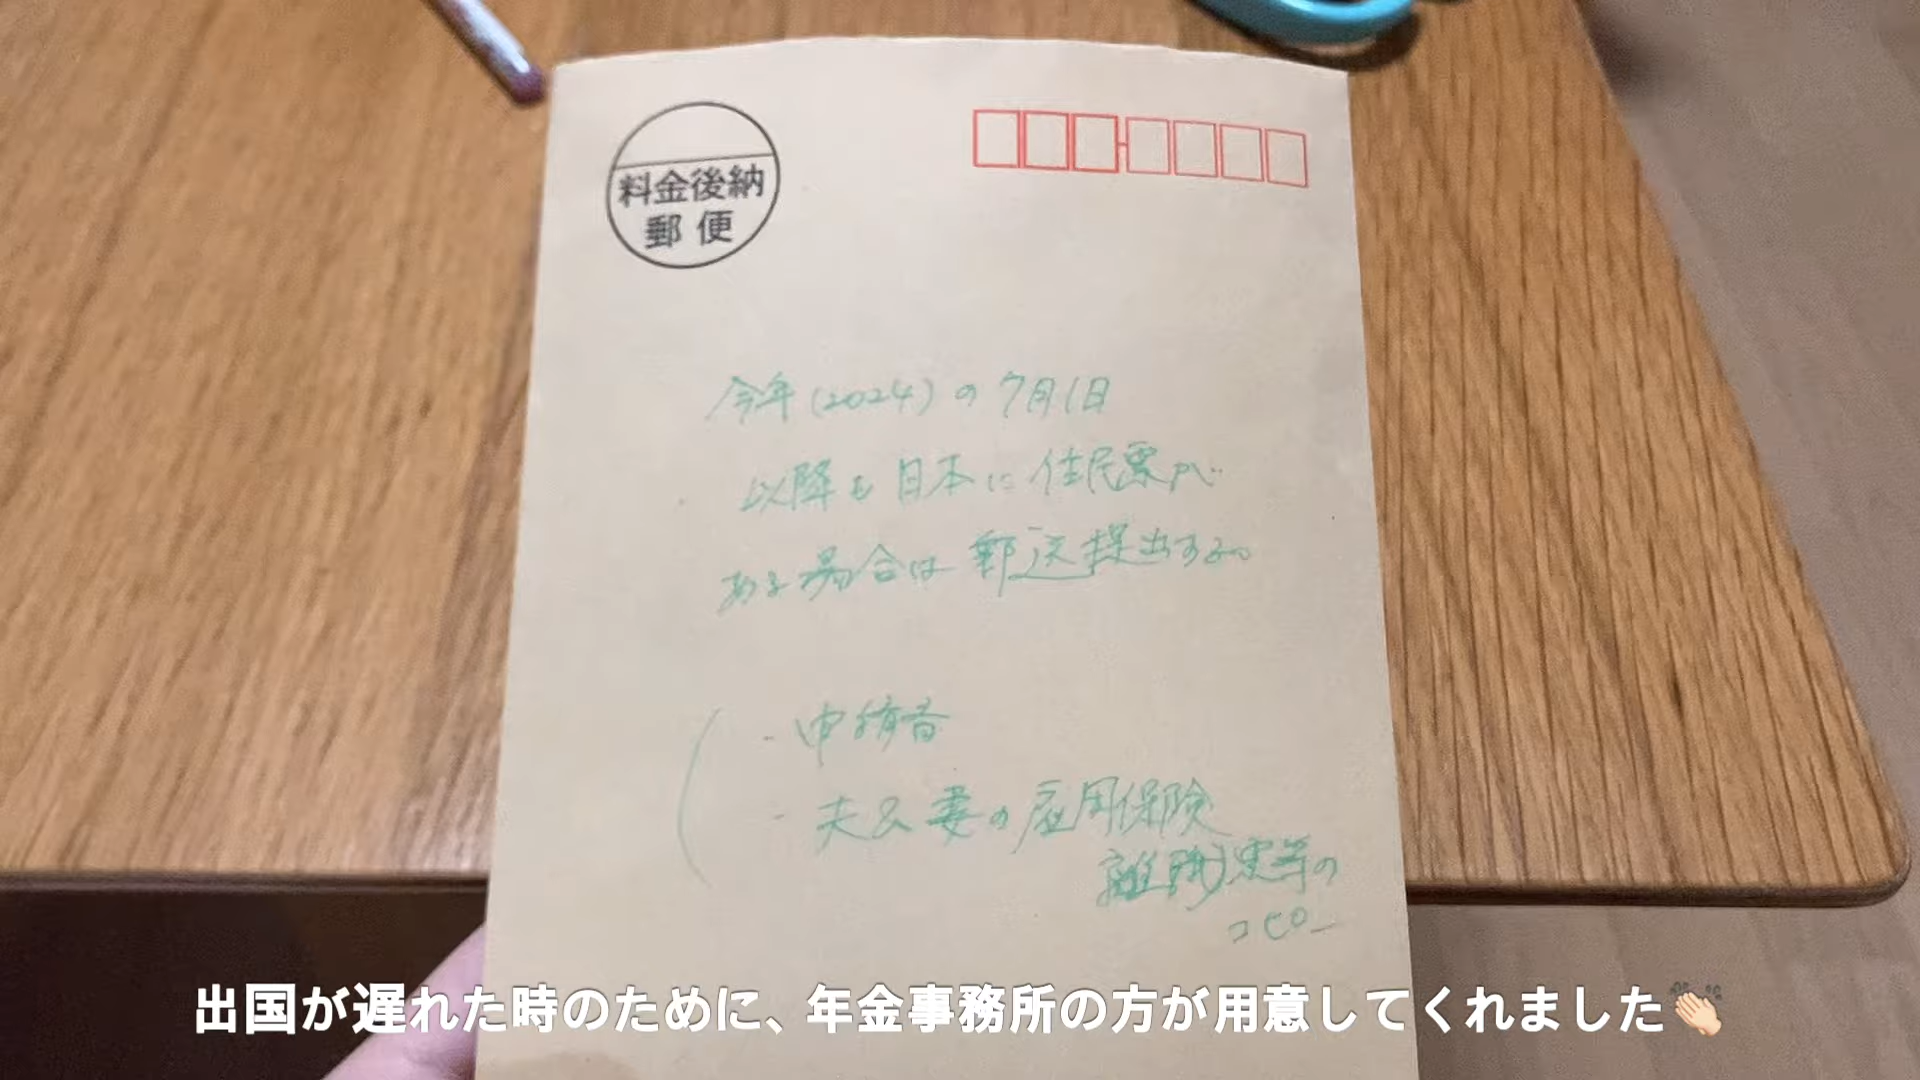 料金後納
郵便
今年(2024)の7月1日
以降も日本に住民票が
ある場合は郵送提出する。
・申請書
・夫&妻の雇用保険
離職票等の
コピー
出国が遅れた時のために、年金事務所の方が用意してくれました👏🏻